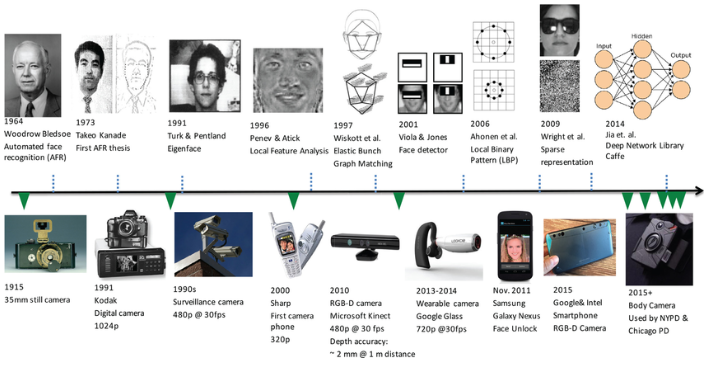 1964
Woodrow Bledsoe
Automated face
recognition (AFR)
1973
Takeo Kanade
First AFR thesis
1991
Turk & Pentland
Eigenface
1996
Penev & Atick
Local Feature Analysis
1997
Wiskott et al.
Elastic Bunch
Graph Matching
2001
Viola & Jones
Face detector
2006
Ahonen et al.
Local Binary
Pattern (LBP)
2009
Wright et al.
Sparse
representation
Input
Hidden
Output
2014
Jia et. al.
Deep Network Library
Caffe
1915
35mm still camera
1991
Kodak
Digital camera
1024p
1990s
Surveillance camera
480p @ 30fps
2000
Sharp
First camera
phone
320p
2010
RGB-D camera
Microsoft Kinect
480p @ 30 fps
Depth accuracy:
~ 2 mm @ 1 m distance
2013-2014
Wearable camera
Google Glass
720p @30fps
Nov. 2011
Samsung
Galaxy Nexus
Face Unlock
2015
Google& Intel
Smartphone
RGB-D Camera
2015+
Body Camera
Used by NYPD &
Chicago PD